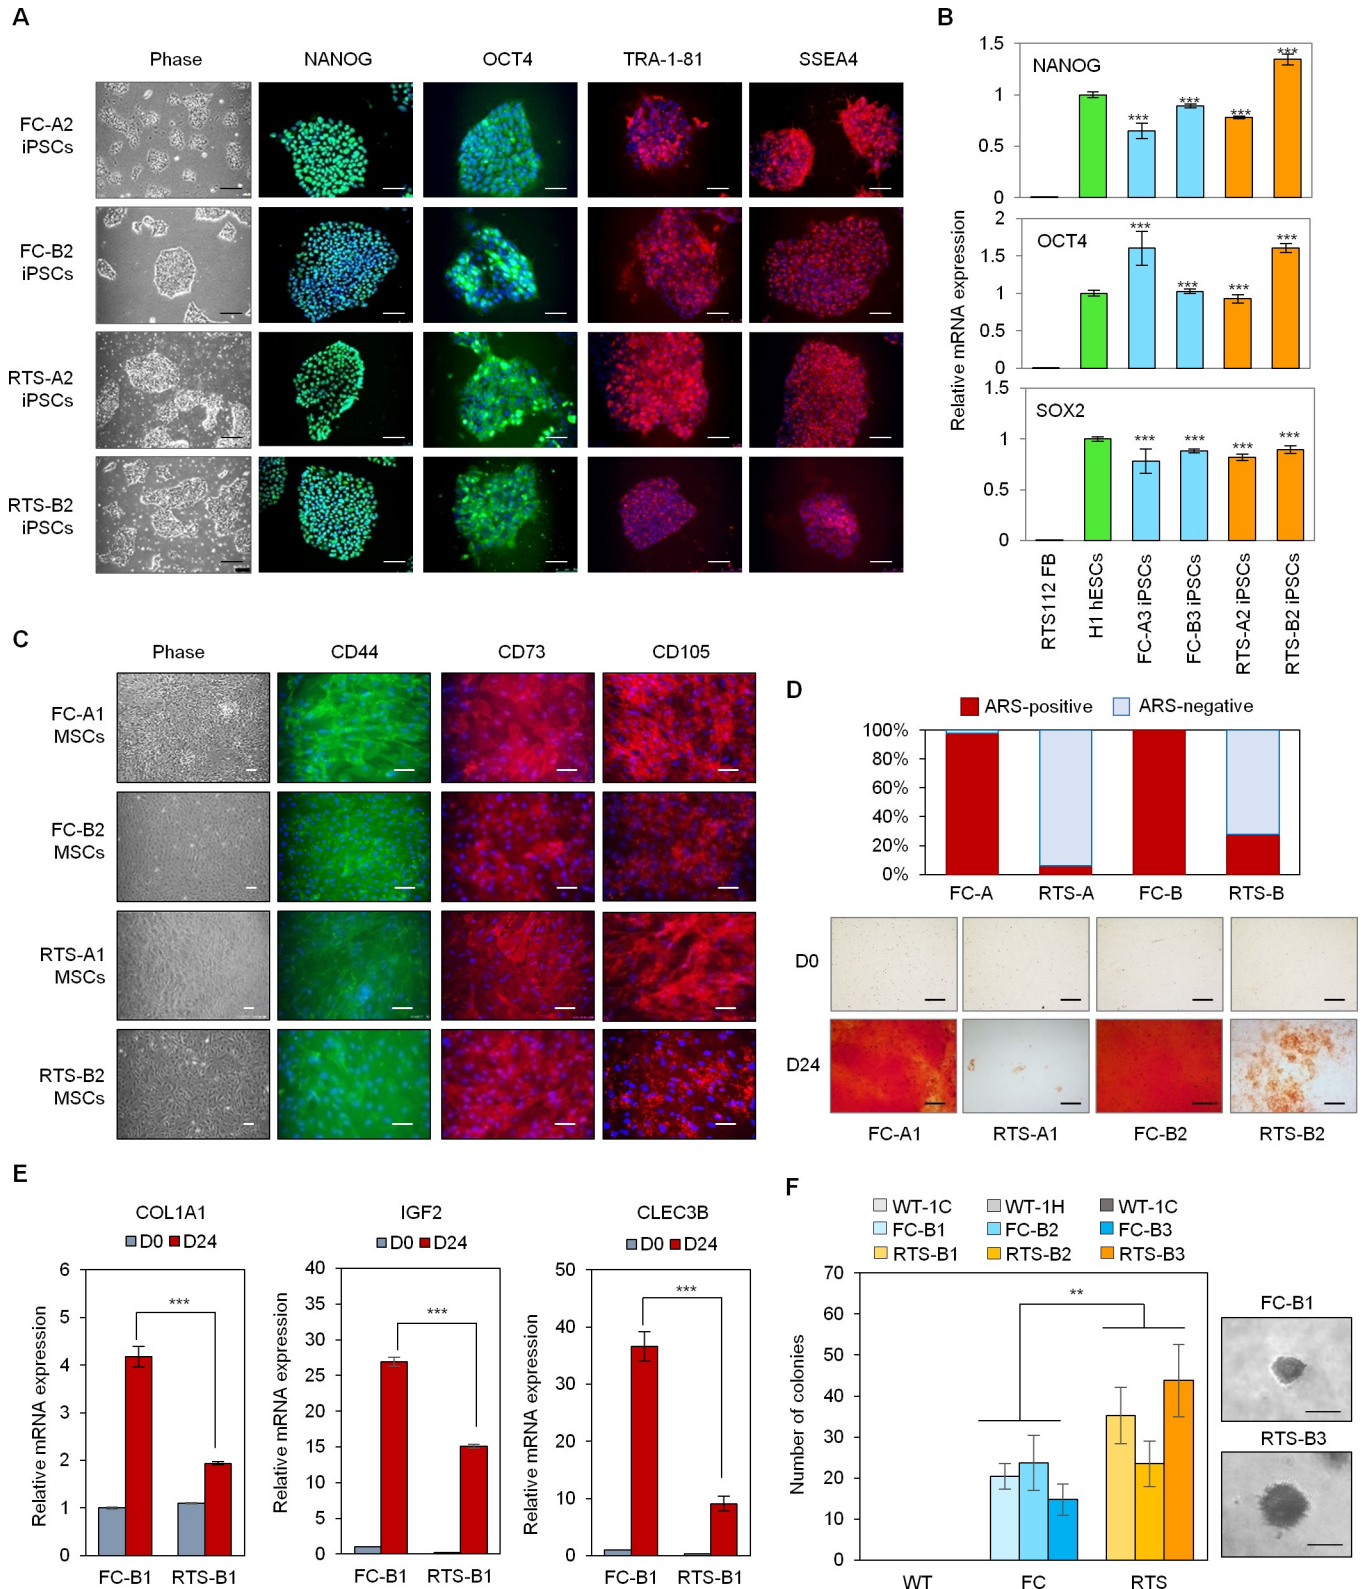 A
Phase NANOG OCT4 TRA-1-81 SSEA4
FC-A2
iPSCs
FC-B2
iPSCs
RTS-A2
iPSCs
RTS-B2
iPSCs
B
Relative mRNA expression
1.5
1
0.5
0
NANOG
***
***
***
***
2
1.5
1
0.5
0
OCT4
***
***
***
***
1.5
1
0.5
0
SOX2
***
***
***
***
RTS112 FB
H1 hESCs
FC-A3 iPSCs
FC-B3 iPSCs
RTS-A2 iPSCs
RTS-B2 iPSCs
C
Phase CD44 CD73 CD105
FC-A1
MSCs
FC-B2
MSCs
RTS-A1
MSCs
RTS-B2
MSCs
D
ARS-positive ARS-negative
100%
80%
60%
40%
20%
0%
FC-A RTS-A FC-B RTS-B
D0
D24
FC-A1 RTS-A1 FC-B2 RTS-B2
E
COL1A1
D0 D24
Relative mRNA expression
6
5
4
3
2
1
0
***
FC-B1 RTS-B1
IGF2
D0 D24
Relative mRNA expression
40
35
30
25
20
15
10
5
0
***
FC-B1 RTS-B1
CLEC3B
D0 D24
Relative mRNA expression
50
40
30
20
10
0
***
FC-B1 RTS-B1
F
WT-1C WT-1H WT-1C
FC-B1 FC-B2 FC-B3
RTS-B1 RTS-B2 RTS-B3
Number of colonies
70
60
50
40
30
20
10
0
**
WT FC RTS
FC-B1
RTS-B3